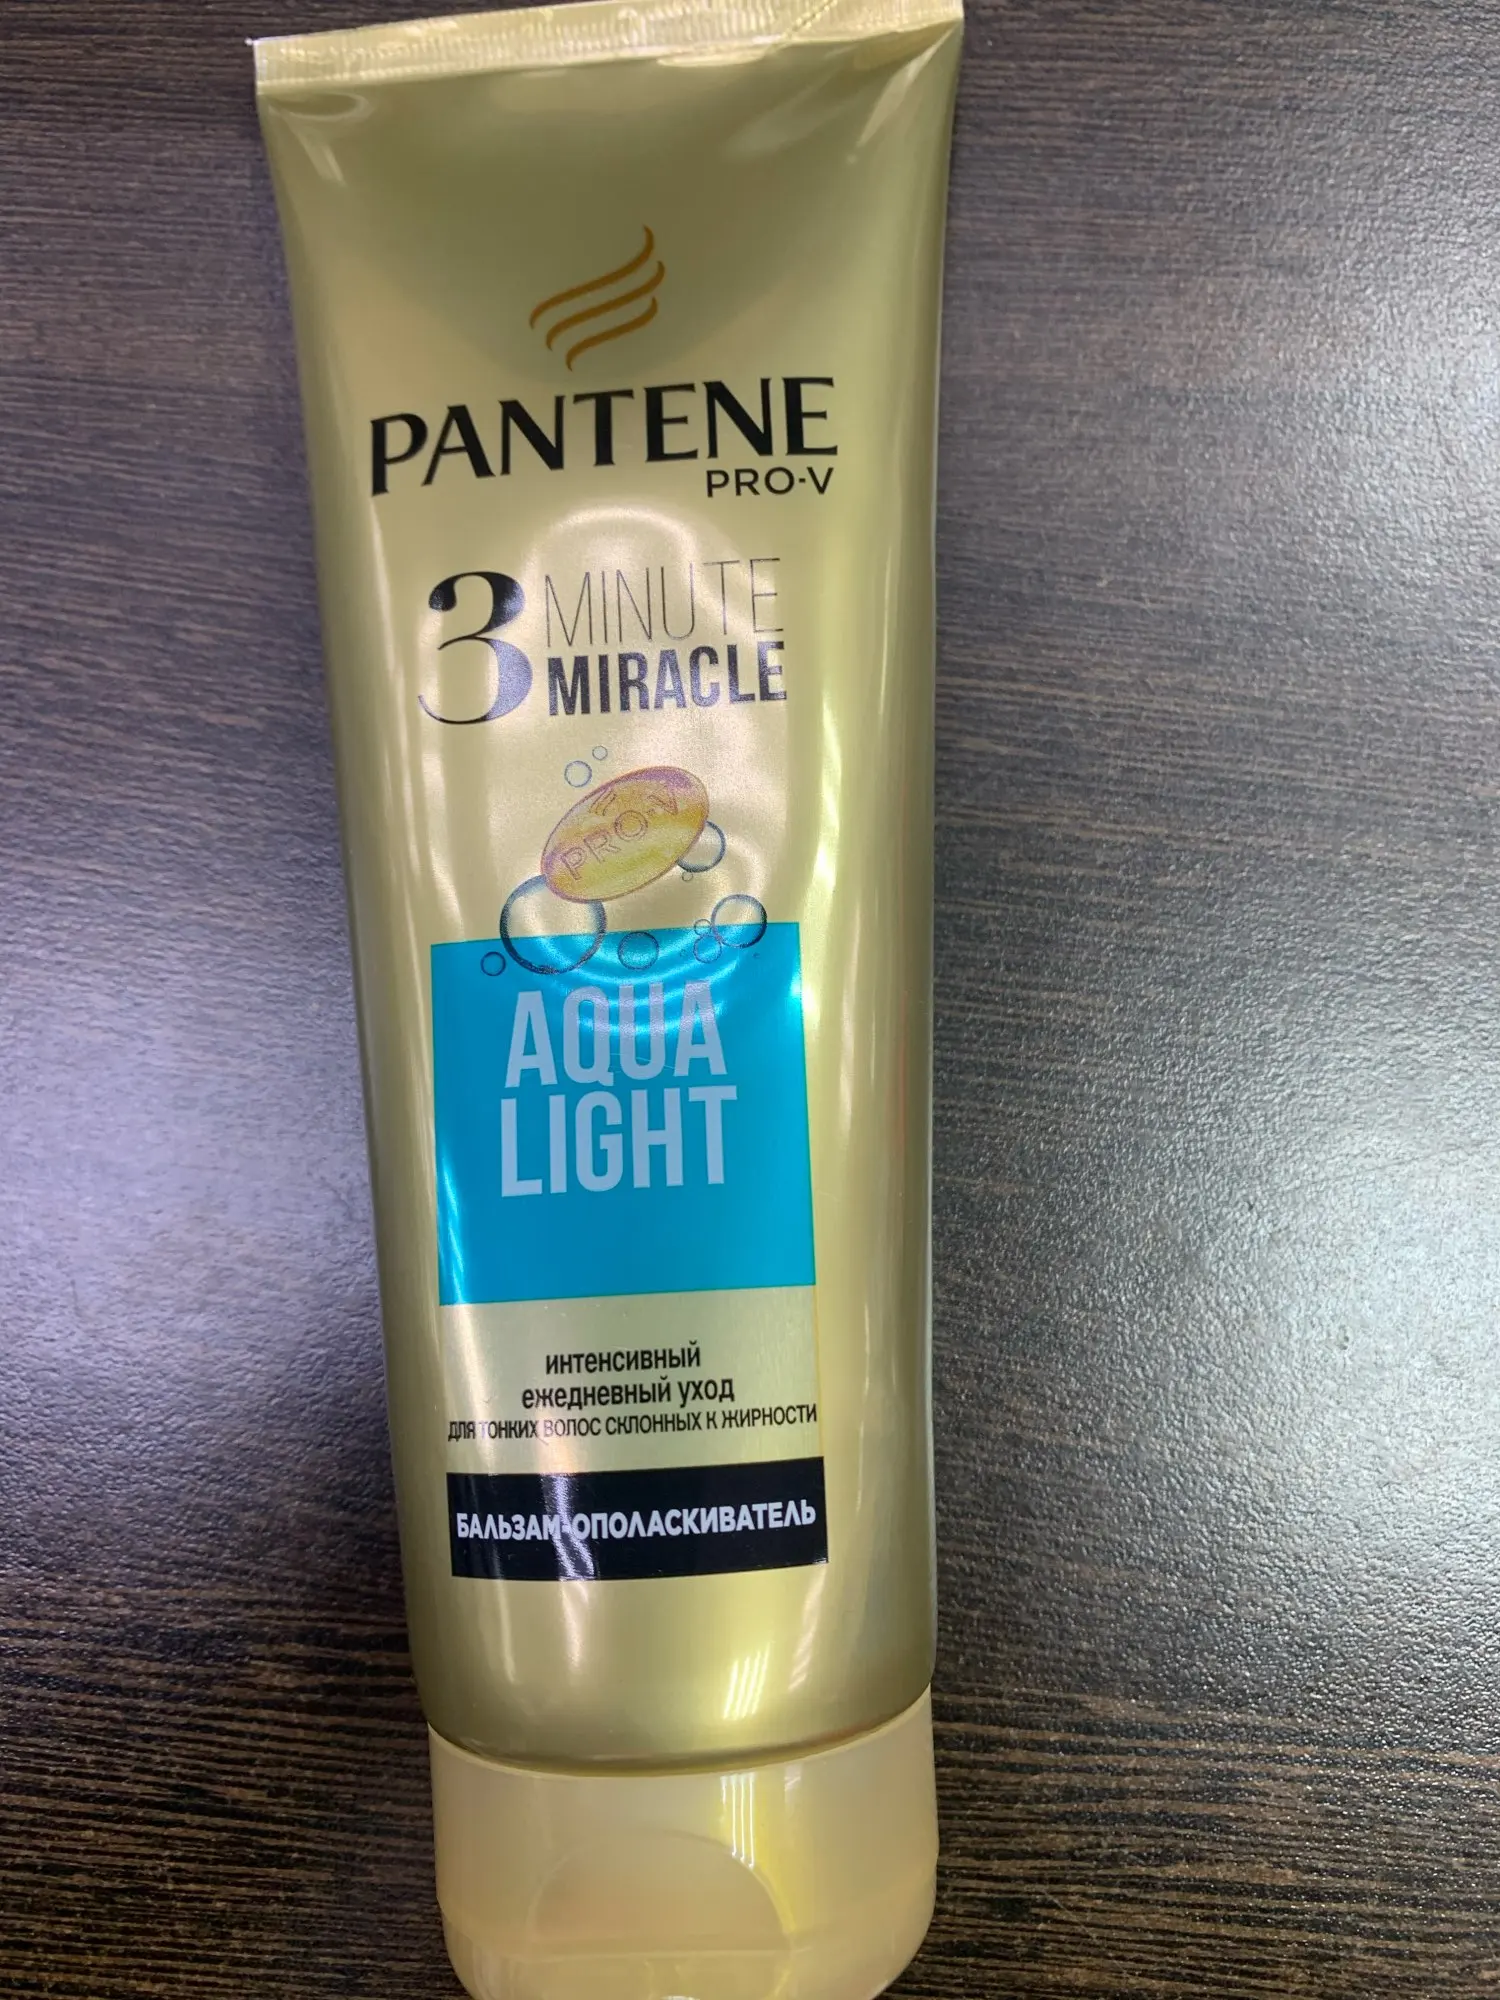 PANTENE
PRO-V
3 MINUTE
MIRACLE
PRO-V
AQUA
LIGHT
интенсивный
ежедневный уход
ДЛЯ ТОНКИХ ВОЛОС СКЛОННЫХ К ЖИРНОСТИ
БАЛЬЗАМ-ОПОЛАСКИВАТЕЛЬ